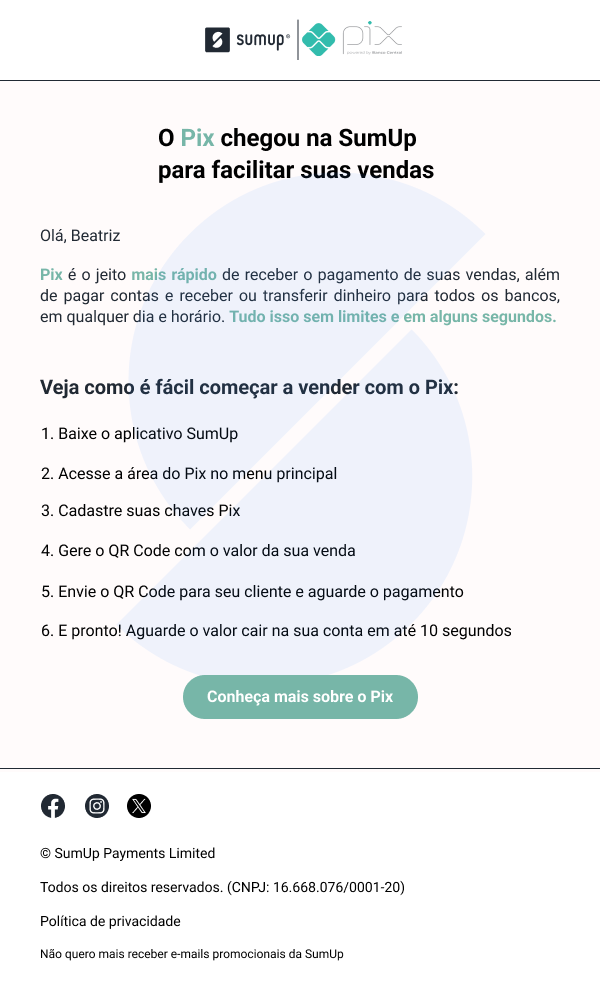 sumup®
pix
powered by Banco Central
O Pix chegou na SumUp
para facilitar suas vendas
Olá, Beatriz
Pix é o jeito mais rápido de receber o pagamento de suas vendas, além
de pagar contas e receber ou transferir dinheiro para todos os bancos,
em qualquer dia e horário. Tudo isso sem limites e em alguns segundos.
Veja como é fácil começar a vender com o Pix:
1. Baixe o aplicativo SumUp
2. Acesse a área do Pix no menu principal
3. Cadastre suas chaves Pix
4. Gere o QR Code com o valor da sua venda
5. Envie o QR Code para seu cliente e aguarde o pagamento
6. E pronto! Aguarde o valor cair na sua conta em até 10 segundos
Conheça mais sobre o Pix
© SumUp Payments Limited
Todos os direitos reservados. (CNPJ: 16.668.076/0001-20)
Política de privacidade
Não quero mais receber e-mails promocionais da SumUp